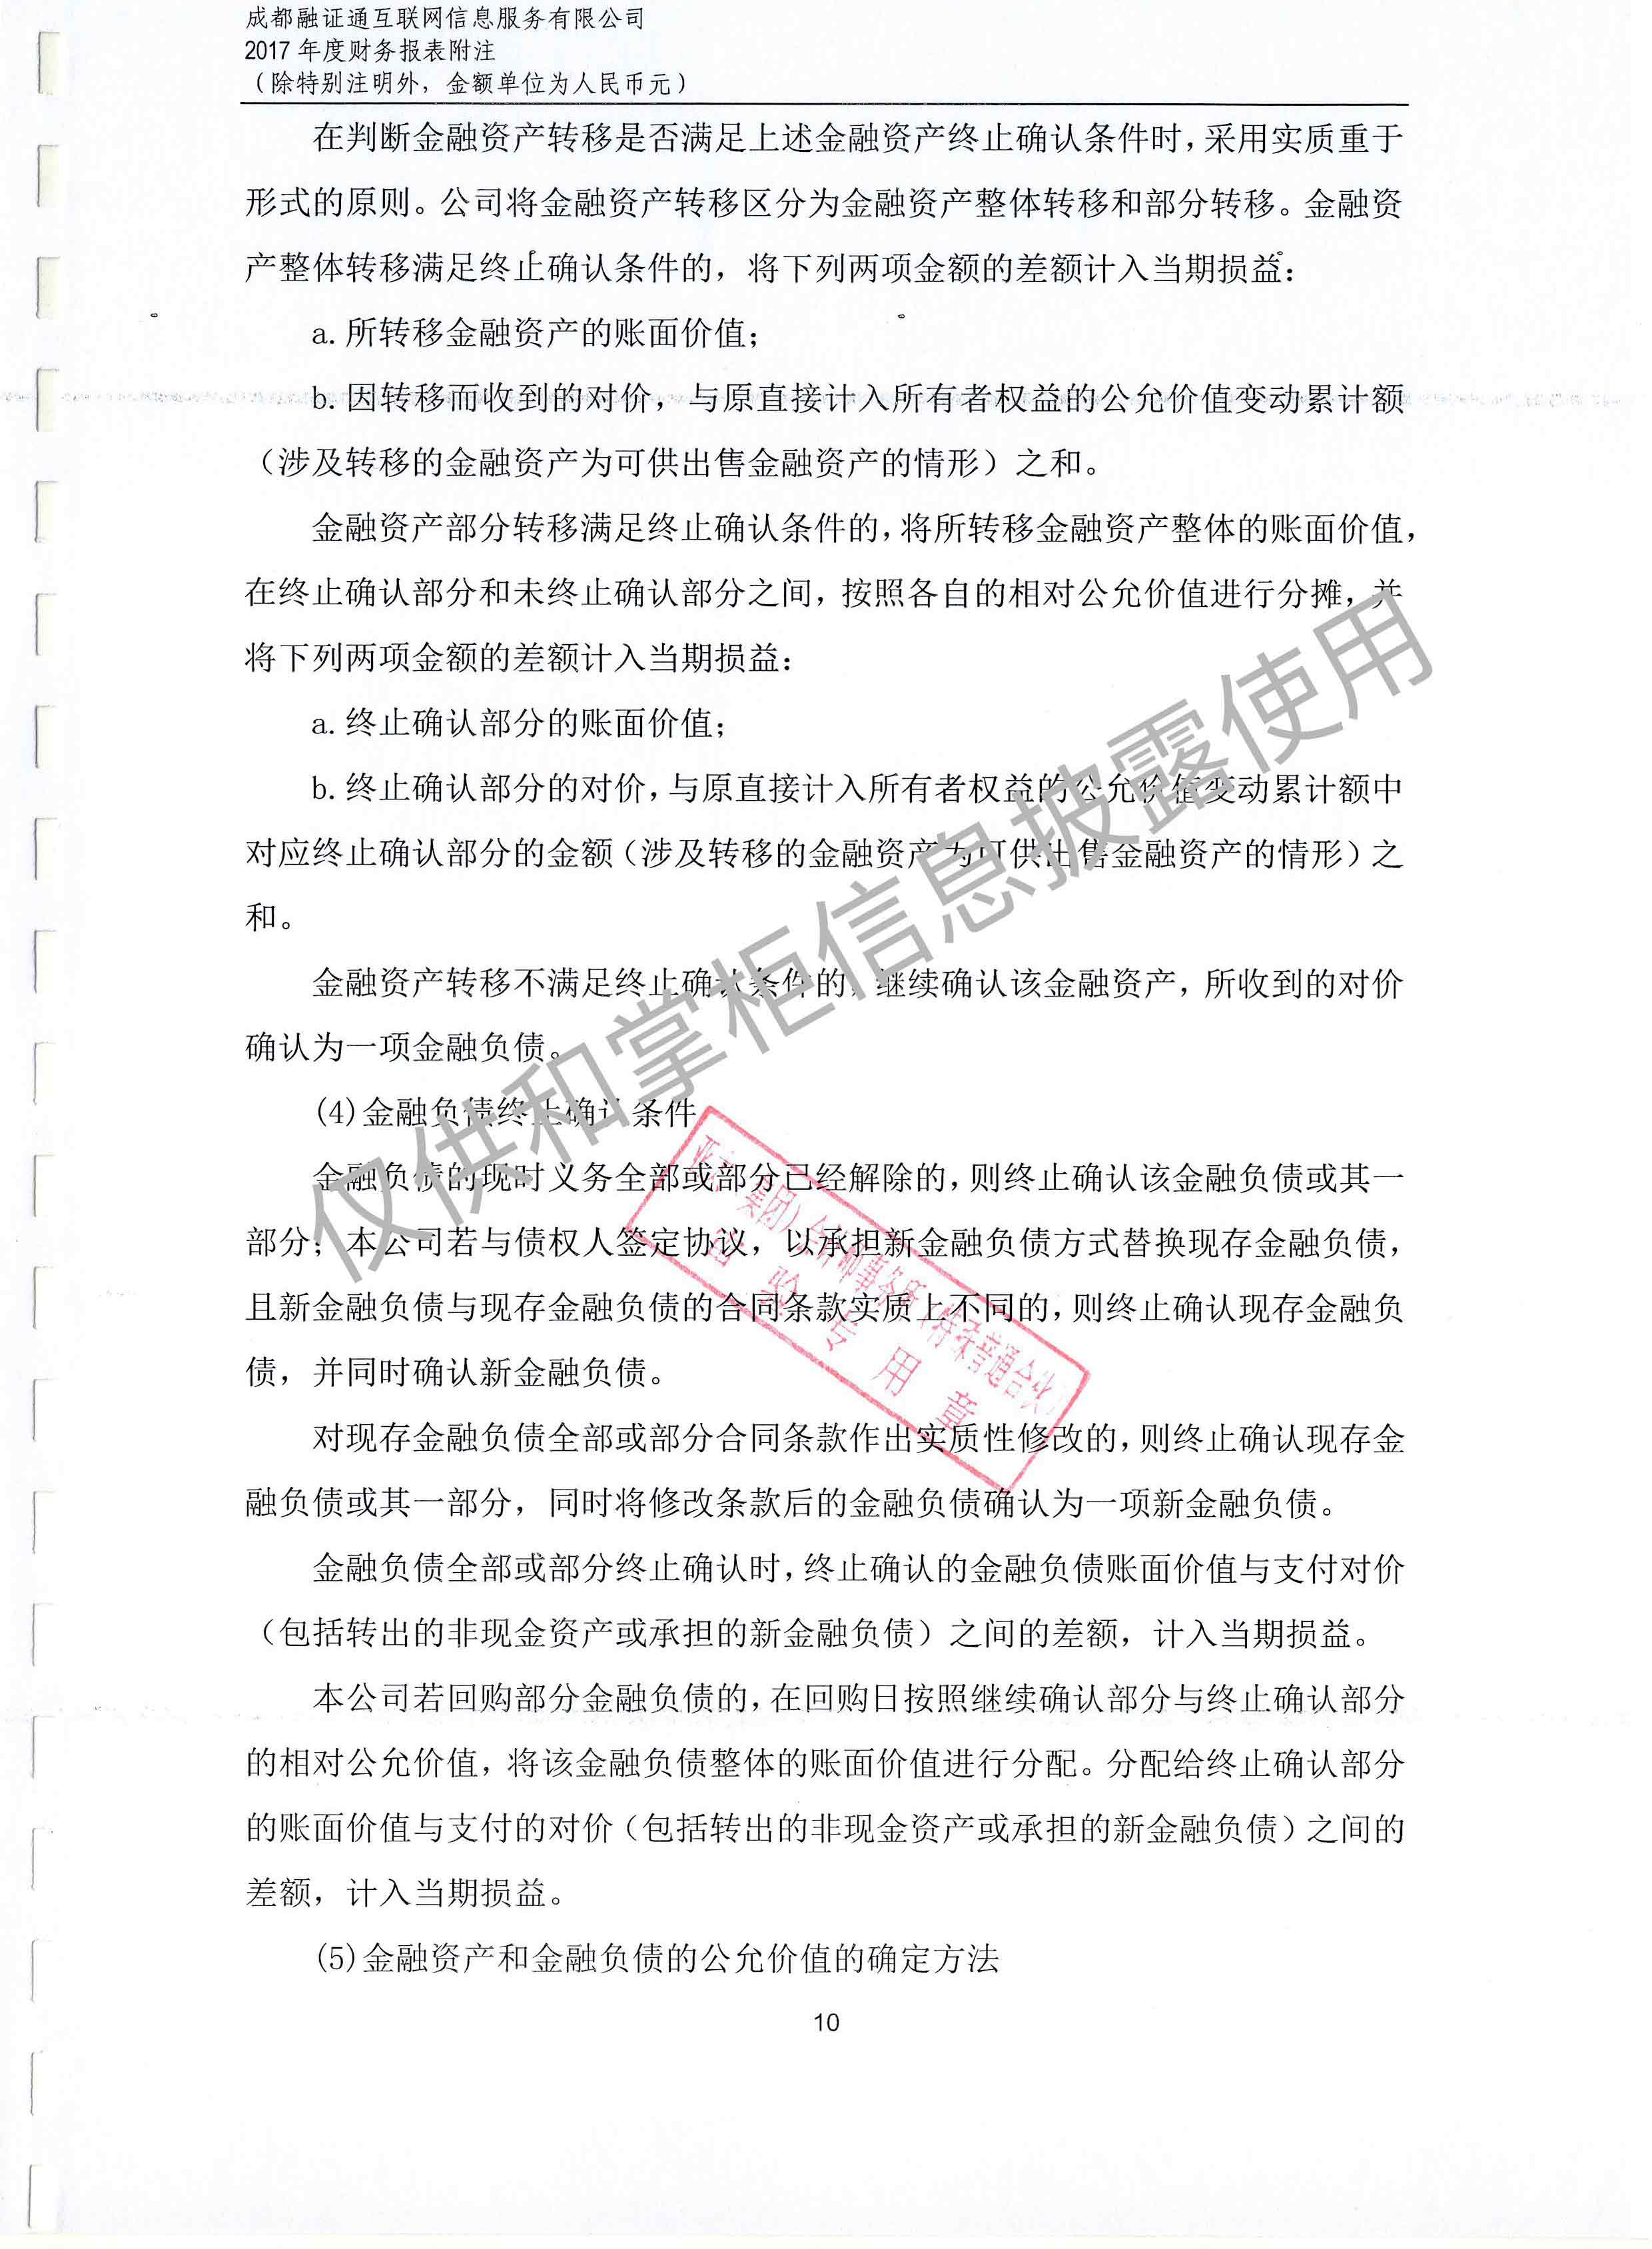 成都融证通互联网信息服务有限公司
2017 年度财务报表附注
（除特别注明外，金额单位为人民币元）
在判断金融资产转移是否满足上述金融资产终止确认条件时，采用实质重于
形式的原则。公司将金融资产转移区分为金融资产整体转移和部分转移。金融资
产整体转移满足终止确认条件的，将下列两项金额的差额计入当期损益：
a. 所转移金融资产的账面价值；
b. 因转移而收到的对价，与原直接计入所有者权益的公允价值变动累计额
（涉及转移的金融资产为可供出售金融资产的情形）之和。
金融资产部分转移满足终止确认条件的，将所转移金融资产整体的账面价值，
在终止确认部分和未终止确认部分之间，按照各自的相对公允价值进行分摊，并
将下列两项金额的差额计入当期损益：
a. 终止确认部分的账面价值；
b. 终止确认部分的对价，与原直接计入所有者权益的公允价值变动累计额中
对应终止确认部分的金额（涉及转移的金融资产为可供出售金融资产的情形）之
和。
金融资产转移不满足终止确认条件的，继续确认该金融资产，所收到的对价
确认为一项金融负债。
(4)金融负债终止确认条件
金融负债的现时义务全部或部分已经解除的，则终止确认该金融负债或其一
部分；本公司若与债权人签定协议，以承担新金融负债方式替换现存金融负债，
且新金融负债与现存金融负债的合同条款实质上不同的，则终止确认现存金融负
债，并同时确认新金融负债。
对现存金融负债全部或部分合同条款作出实质性修改的，则终止确认现存金
融负债或其一部分，同时将修改条款后的金融负债确认为一项新金融负债。
金融负债全部或部分终止确认时，终止确认的金融负债账面价值与支付对价
（包括转出的非现金资产或承担的新金融负债）之间的差额，计入当期损益。
本公司若回购部分金融负债的，在回购日按照继续确认部分与终止确认部分
的相对公允价值，将该金融负债整体的账面价值进行分配。分配给终止确认部分
的账面价值与支付的对价（包括转出的非现金资产或承担的新金融负债）之间的
差额，计入当期损益。
(5)金融资产和金融负债的公允价值的确定方法
10
仅供和掌柜信息披露使用
（集团）会计师事务所（特殊普通合伙）
审验专用章